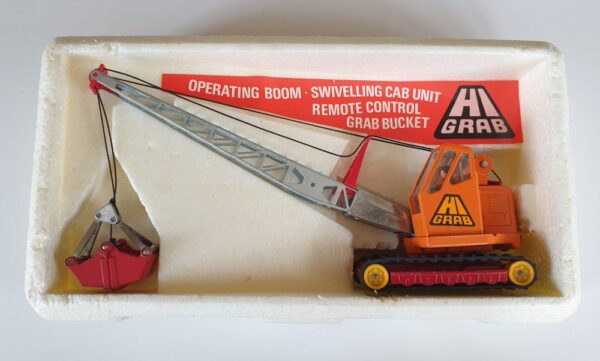 OPERATING BOOM · SWIVELLING CAB UNIT
REMOTE CONTROL
GRAB BUCKET
HI
GRAB
HI
GRAB